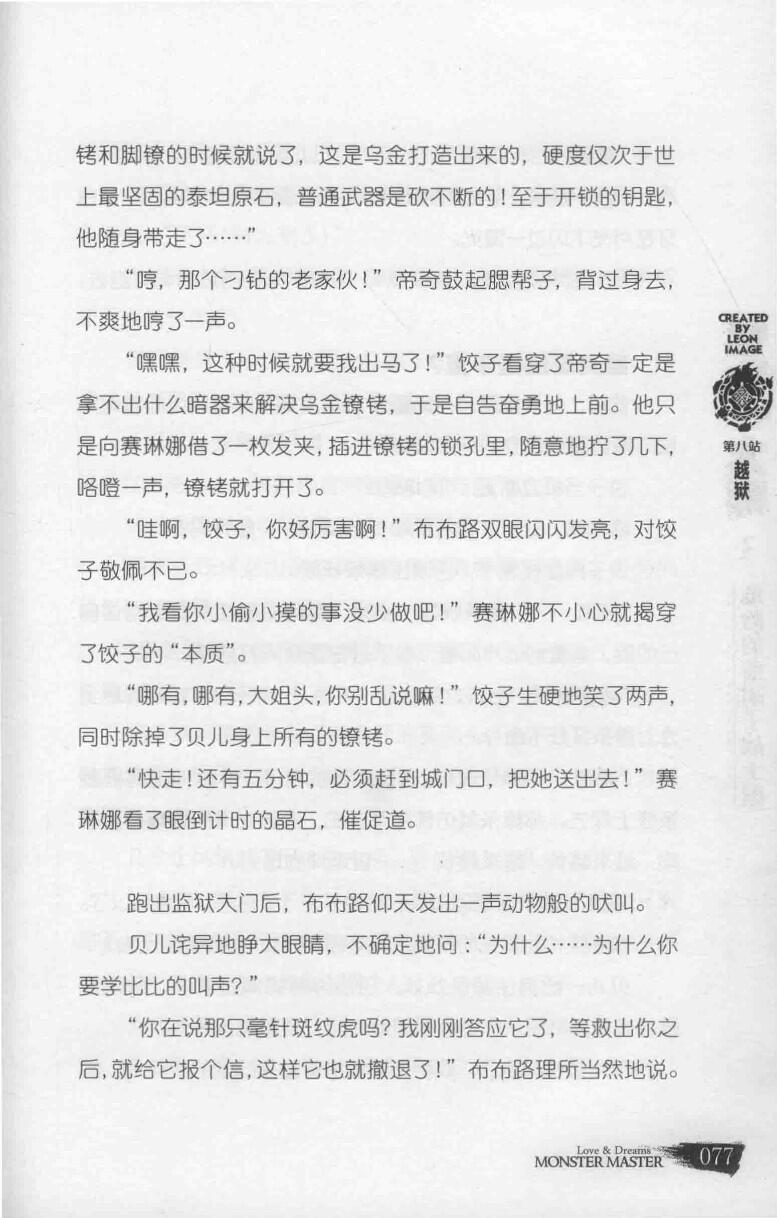 铐和脚镣的时候就说了，这是乌金打造出来的，硬度仅次于世
上最坚固的泰坦原石，普通武器是砍不断的！至于开锁的钥匙，
他随身带走了……”
“哼，那个刁钻的老家伙！”帝奇鼓起腮帮子，背过身去，
不爽地哼了一声。
“嘿嘿，这种时候就要我出马了！”饺子看穿了帝奇一定是
拿不出什么暗器来解决乌金镣铐，于是自告奋勇地上前。他只
是向赛琳娜借了一枚发夹，插进镣铐的锁孔里，随意地拧了几下，
咯噔一声，镣铐就打开了。
“哇啊，饺子，你好厉害啊！”布布路双眼闪闪发亮，对饺
子敬佩不已。
“我看你小偷小摸的事没少做吧！”赛琳娜不小心就揭穿
了饺子的“本质”。
“哪有，哪有，大姐头，你别乱说嘛！”饺子生硬地笑了两声，
同时除掉了贝儿身上所有的镣铐。
“快走！还有五分钟，必须赶到城门口，把她送出去！”赛
琳娜看了眼倒计时的晶石，催促道。
跑出监狱大门后，布布路仰天发出一声动物般的吠叫。
贝儿诧异地睁大眼睛，不确定地问：“为什么……为什么你
要学比比的叫声？”
“你在说那只毫针斑纹虎吗？我刚刚答应它了，等救出你之
后，就给它报个信，这样它也就撤退了！”布布路理所当然地说。
CREATED
BY
LEON
IMAGE
第八站
越狱
Love & Dreams
MONSTER MASTER
077